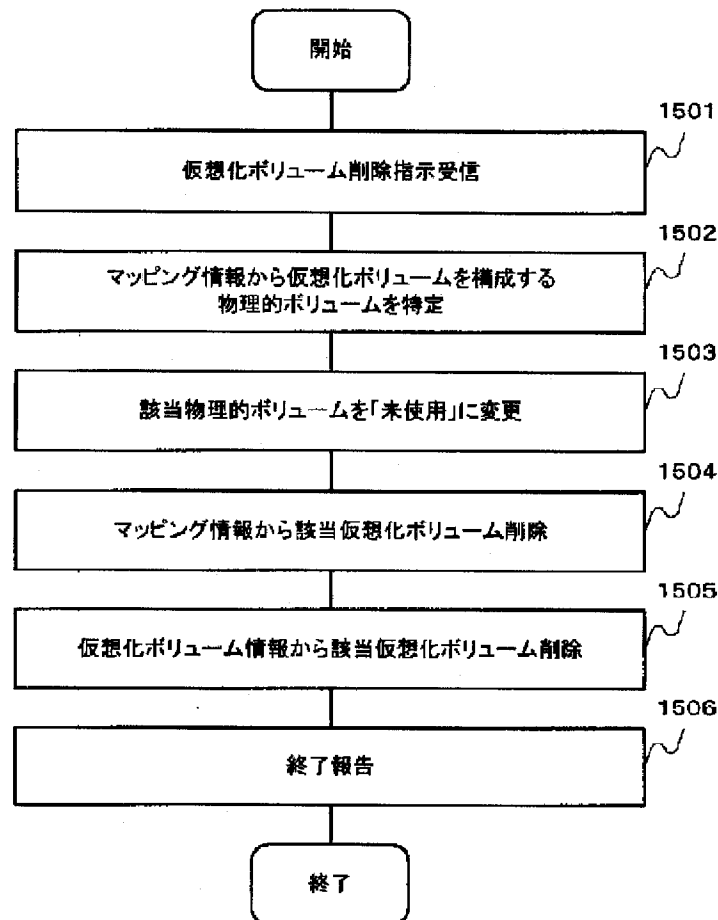 開始
1501
仮想化ボリューム削除指示受信
1502
マッピング情報から仮想化ボリュームを構成する
物理的ボリュームを特定
1503
該当物理的ボリュームを「未使用」に変更
1504
マッピング情報から該当仮想化ボリューム削除
1505
仮想化ボリューム情報から該当仮想化ボリューム削除
1506
終了報告
終了